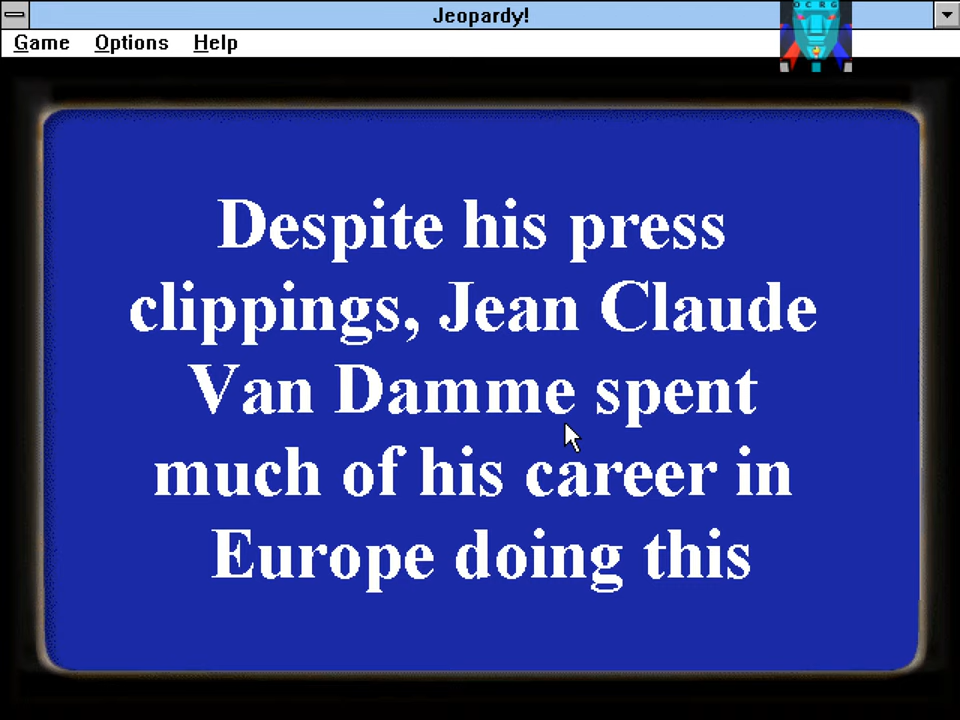 Jeopardy!
OCRG
Game Options Help
Despite his press
clippings, Jean Claude
Van Damme spent
much of his career in
Europe doing this